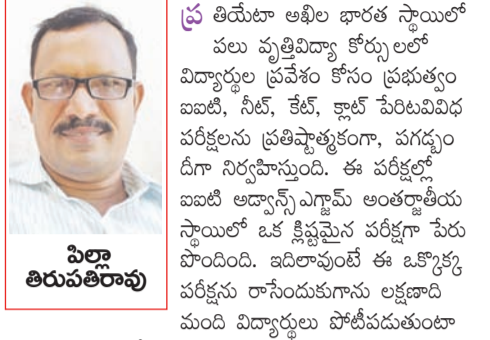 ప్రతియేటా అఖిల భారత స్థాయిలో
పలు వృత్తివిద్యా కోర్సులలో
విద్యార్థుల ప్రవేశం కోసం ప్రభుత్వం
ఐఐటి, నీట్, కేట్, క్లాట్ పేరిటవివిధ
పరీక్షలను ప్రతిష్టాత్మకంగా, పగడ్బం
దీగా నిర్వహిస్తుంది. ఈ పరీక్షల్లో
ఐఐటి అడ్వాన్స్ ఎగ్జామ్ అంతర్జాతీయ
స్థాయిలో ఒక క్లిష్టమైన పరీక్షగా పేరు
పొందింది. ఇదిలావుంటే ఈ ఒక్కొక్క
పరీక్షను రాసేందుకుగాను లక్షణాది
మంది విద్యార్థులు పోటీపడుతుంటా
పిల్లా
తిరుపతిరావు